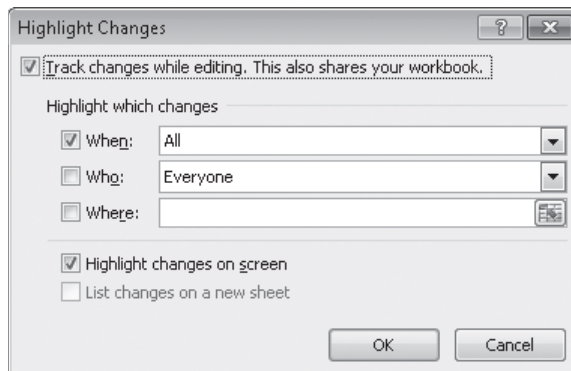 Highlight Changes
Track changes while editing. This also shares your workbook.
Highlight which changes
When: All
Who: Everyone
Where:
Highlight changes on screen
List changes on a new sheet
OK Cancel